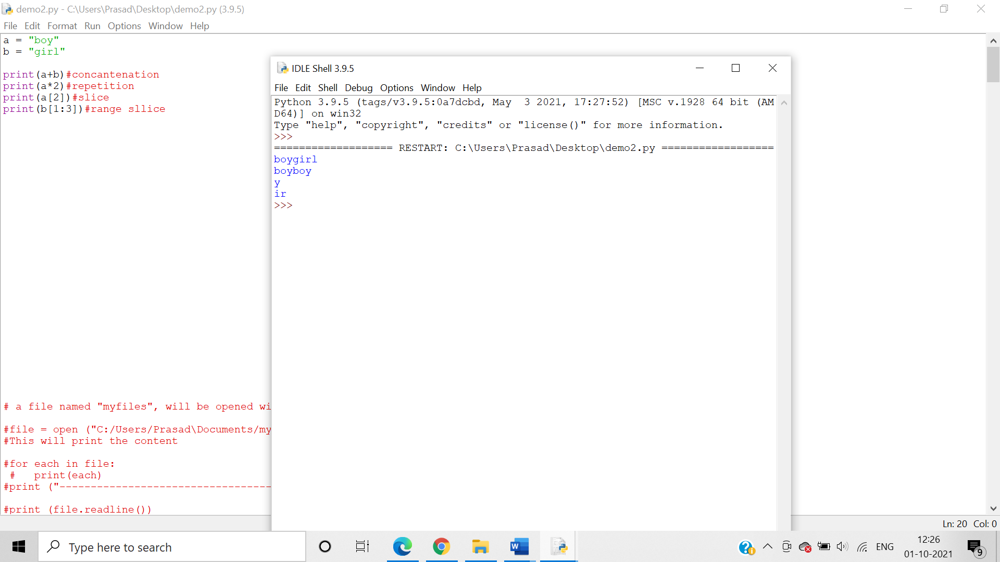 demo2.py - C:\Users\Prasad\Desktop\demo2.py (3.9.5)
File Edit Format Run Options Window Help
a = "boy"
b = "girl"
print(a+b)#concantenation
print(a*2)#repetition
print(a[2])#slice
print(b[1:3])#range sllice
# a file named "myfiles", will be opened wi
#file = open ("C:/Users/Prasad\Documents/my
#This will print the content
#for each in file:
 #   print(each)
#print ("----------------------------------
#print (file.readline())
IDLE Shell 3.9.5
File Edit Shell Debug Options Window Help
Python 3.9.5 (tags/v3.9.5:0a7dcbd, May  3 2021, 17:27:52) [MSC v.1928 64 bit (AM
D64)] on win32
Type "help", "copyright", "credits" or "license()" for more information.
>>>
=================== RESTART: C:\Users\Prasad\Desktop\demo2.py ==================
boygirl
boyboy
y
ir
>>>
Ln: 20 Col: 0
Type here to search
ENG
12:26
01-10-2021
9